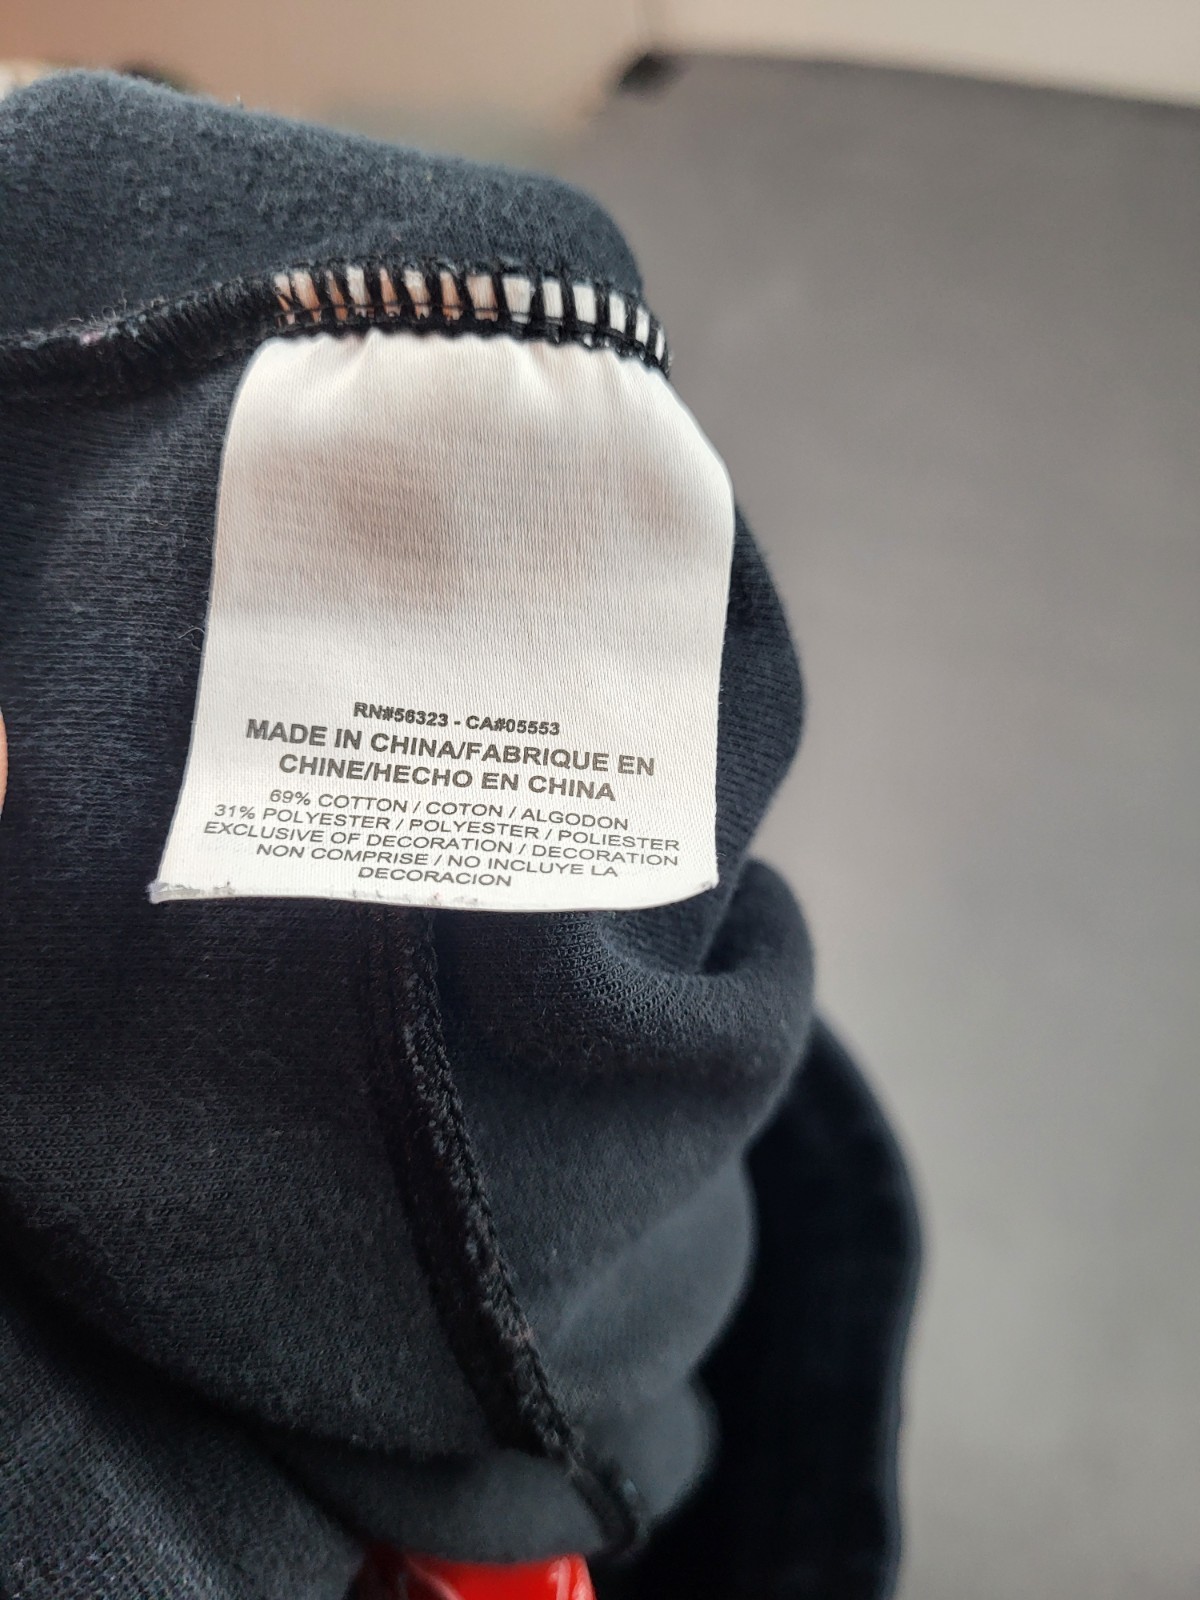 RN#56323 - CA#05553
MADE IN CHINA/FABRIQUE EN
CHINE/HECHO EN CHINA
69% COTTON / COTON / ALGODON
31% POLYESTER / POLYESTER / POLIESTER
EXCLUSIVE OF DECORATION / DECORATION
NON COMPRISE / NO INCLUYE LA
DECORACION